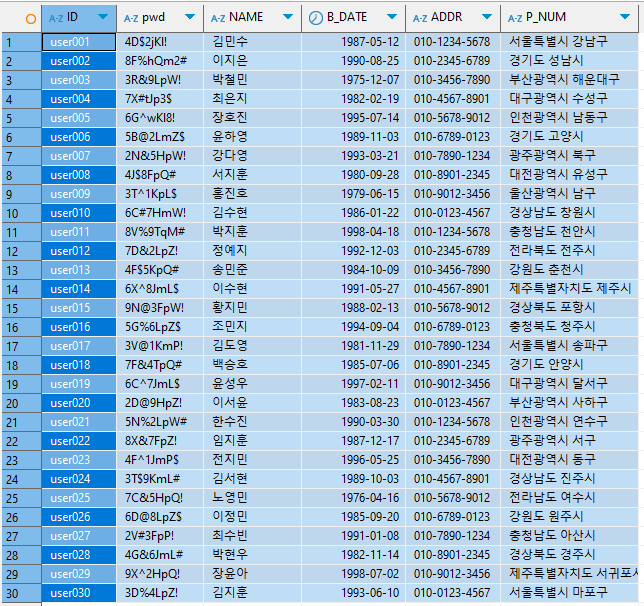 ID pwd NAME B_DATE ADDR P_NUM
1 user001 4D$2jKl! 김민수 1987-05-12 010-1234-5678 서울특별시 강남구
2 user002 8F%hQm2# 이지은 1990-08-25 010-2345-6789 경기도 성남시
3 user003 3R&9LpW! 박철민 1975-12-07 010-3456-7890 부산광역시 해운대구
4 user004 7X#tJp3$ 최은지 1982-02-19 010-4567-8901 대구광역시 수성구
5 user005 6G^wKl8! 장호진 1995-07-14 010-5678-9012 인천광역시 남동구
6 user006 5B@2LmZ$ 윤하영 1989-11-03 010-6789-0123 경기도 고양시
7 user007 2N&5HpW! 강다영 1993-03-21 010-7890-1234 광주광역시 북구
8 user008 4J$8FpQ# 서지훈 1980-09-28 010-8901-2345 대전광역시 유성구
9 user009 3T^1KpL$ 홍진호 1979-06-15 010-9012-3456 울산광역시 남구
10 user010 6C#7HmW! 김수현 1986-01-22 010-0123-4567 경상남도 창원시
11 user011 8V%9TqM# 박지훈 1998-04-18 010-1234-5678 충청남도 천안시
12 user012 7D&2LpZ! 정예지 1992-12-03 010-2345-6789 전라북도 전주시
13 user013 4F$5KpQ# 송민준 1984-10-09 010-3456-7890 강원도 춘천시
14 user014 6X^8JmL$ 이수현 1991-05-27 010-4567-8901 제주특별자치도 제주시
15 user015 9N@3FpW! 황지민 1988-02-13 010-5678-9012 경상북도 포항시
16 user016 5G%6LpZ$ 조민지 1994-09-04 010-6789-0123 충청북도 청주시
17 user017 3V@1KmP! 김도영 1981-11-29 010-7890-1234 서울특별시 송파구
18 user018 7F&4TpQ# 백승호 1985-07-06 010-8901-2345 경기도 안양시
19 user019 6C^7JmL$ 윤성우 1997-02-11 010-9012-3456 대구광역시 달서구
20 user020 2D@9HpZ! 이서윤 1983-08-23 010-0123-4567 부산광역시 사하구
21 user021 5N%2LpW# 한수진 1990-03-30 010-1234-5678 인천광역시 연수구
22 user022 8X&7FpZ! 임지훈 1987-12-17 010-2345-6789 광주광역시 서구
23 user023 4F^1JmP$ 전지민 1996-05-25 010-3456-7890 대전광역시 동구
24 user024 3T$9KmL# 김서현 1989-10-03 010-4567-8901 경상남도 진주시
25 user025 7C&5HpQ! 노영민 1976-04-16 010-5678-9012 전라남도 여수시
26 user026 6D@8LpZ$ 이정민 1985-09-20 010-6789-0123 강원도 원주시
27 user027 2V#3FpP! 최수빈 1991-01-08 010-7890-1234 충청남도 아산시
28 user028 4G&6JmL# 박현우 1982-11-14 010-8901-2345 경상북도 경주시
29 user029 9X^2HpQ! 장윤아 1998-07-02 010-9012-3456 제주특별자치도 서귀포시
30 user030 3D%4LpZ! 김지훈 1993-06-10 010-0123-4567 서울특별시 마포구